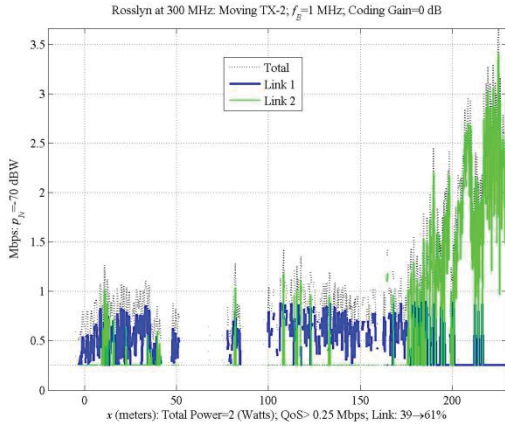 Rosslyn at 300 MHz: Moving TX-2; f_B=1 MHz; Coding Gain=0 dB
Mbps: p_N=-70 dBW
3.5
3
2.5
2
1.5
1
0.5
0
Total
Link 1
Link 2
0
50
100
150
200
x (meters): Total Power=2 (Watts); QoS> 0.25 Mbps; Link: 39→61%